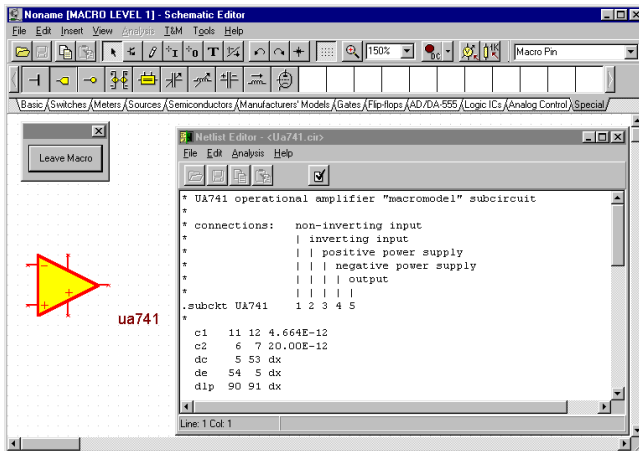 Noname [MACRO LEVEL 1] - Schematic Editor
File Edit Insert View Analysis T&M Tools Help
150%
DC
Macro Pin
Basic Switches Meters Sources Semiconductors Manufacturers' Models Gates Flip-flops AD/DA-555 Logic ICs Analog Control Special
Leave Macro
ua741
Netlist Editor - <Ua741.cir>
File Edit Analysis Help
* UA741 operational amplifier "macromodel" subcircuit
*
* connections: non-inverting input
* | inverting input
* | | positive power supply
* | | | negative power supply
* | | | | output
* | | | | |
.subckt UA741 1 2 3 4 5
*
c1 11 12 4.664E-12
c2 6 7 20.00E-12
dc 5 53 dx
de 54 5 dx
dlp 90 91 dx
Line: 1 Col: 1